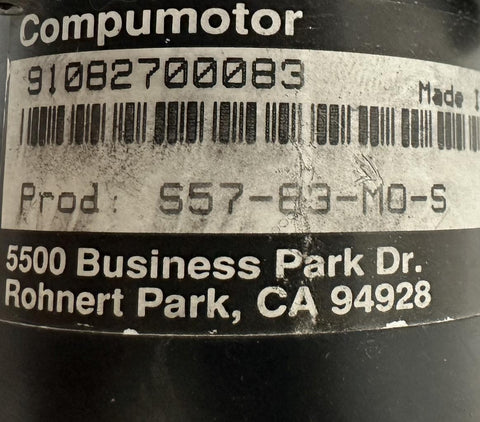 Compumotor
91082700083
Made I
Prod: S57-83-MO-S
5500 Business Park Dr.
Rohnert Park, CA 94928